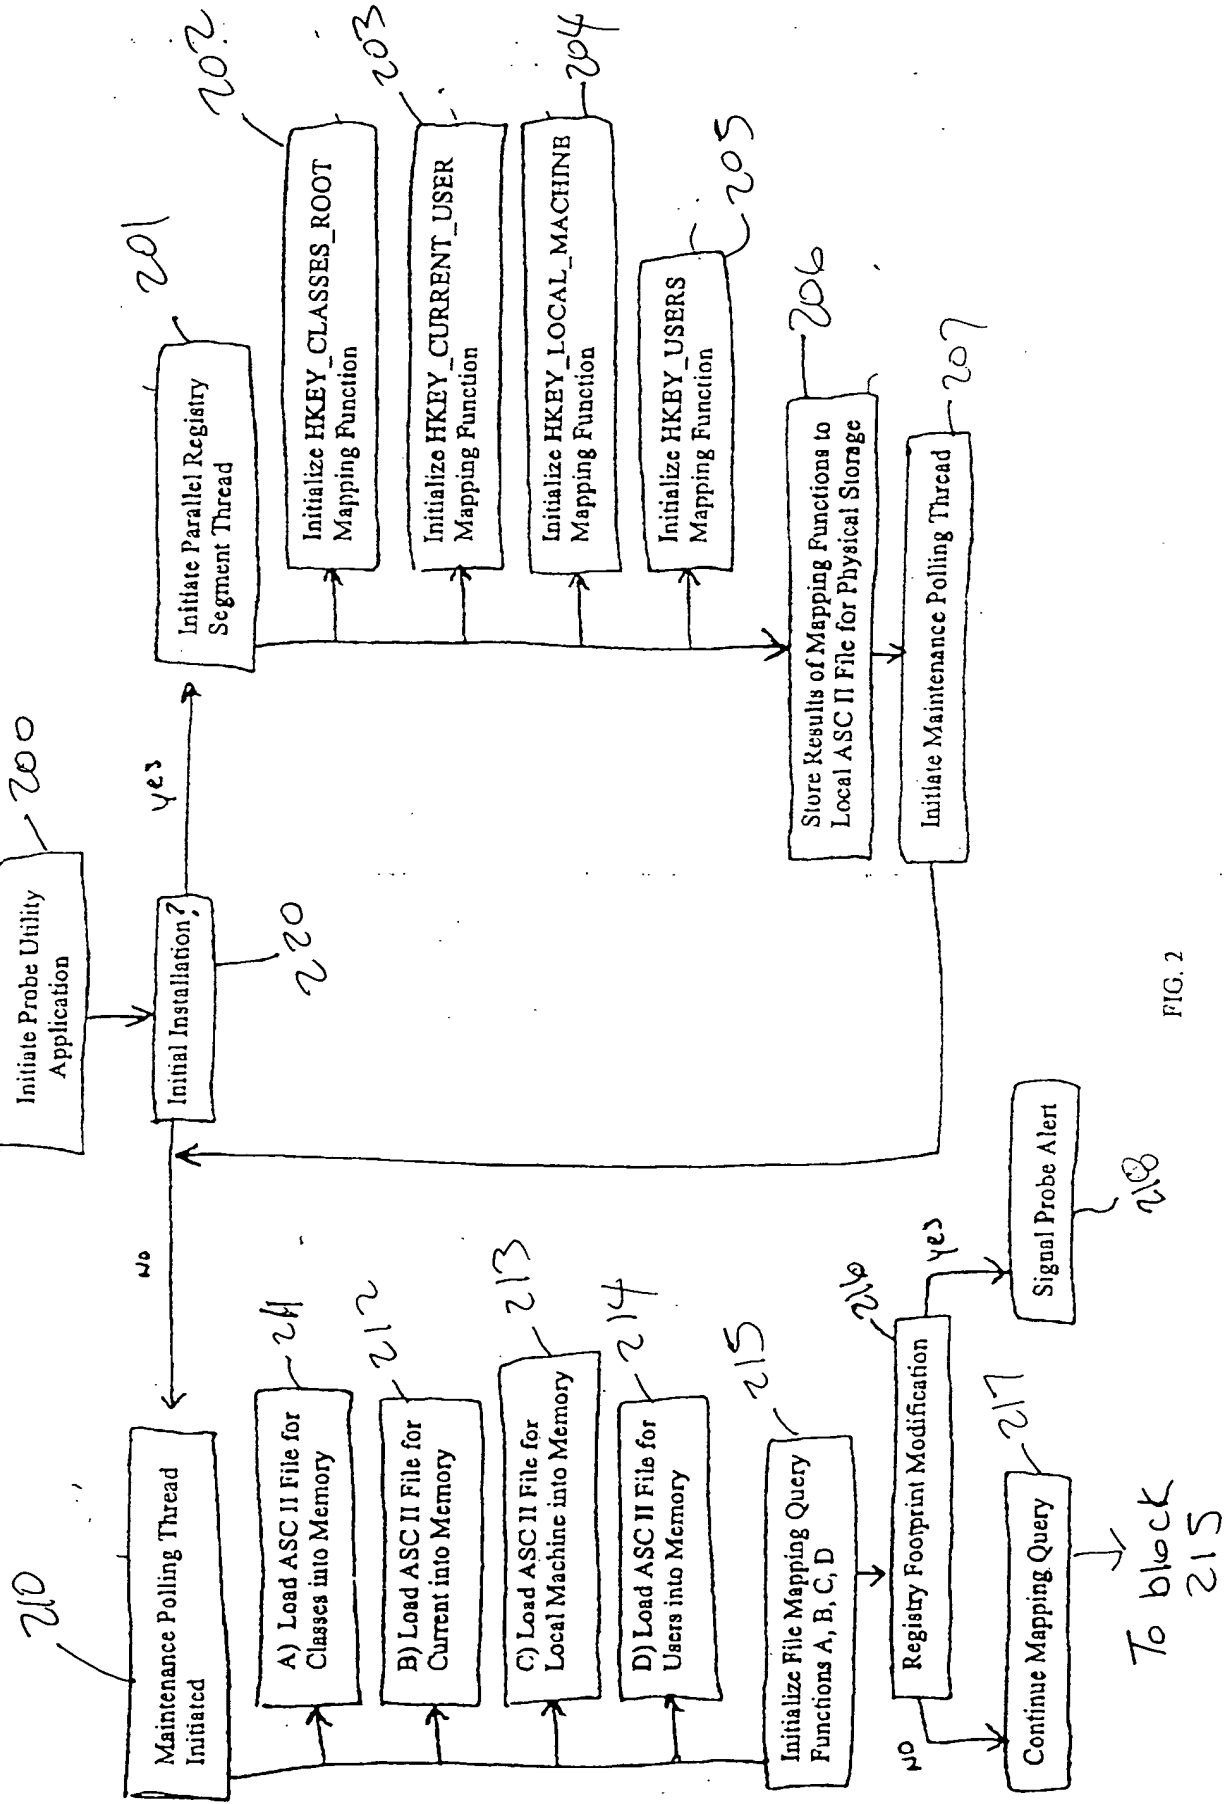 Initiate Probe Utility
Application
200
Initial Installation?
220
yes
NO
Initiate Parallel Registry
Segment Thread
201
Initialize HKEY_CLASSES_ROOT
Mapping Function
202
Initialize HKEY_CURRENT_USER
Mapping Function
203
Initialize HKEY_LOCAL_MACHINE
Mapping Function
204
Initialize HKEY_USERS
Mapping Function
205
Store Results of Mapping Functions to
Local ASC II File for Physical Storage
206
Initiate Maintenance Polling Thread
207
210
Maintenance Polling Thread
Initiated
A) Load ASC II File for
Classes into Memory
211
B) Load ASC II File for
Current into Memory
212
C) Load ASC II File for
Local Machine into Memory
213
D) Load ASC II File for
Users into Memory
214
Initialize File Mapping Query
Functions A, B, C, D
215
Registry Footprint Modification
216
NO
yes
Continue Mapping Query
217
Signal Probe Alert
218
To block
215
FIG. 2